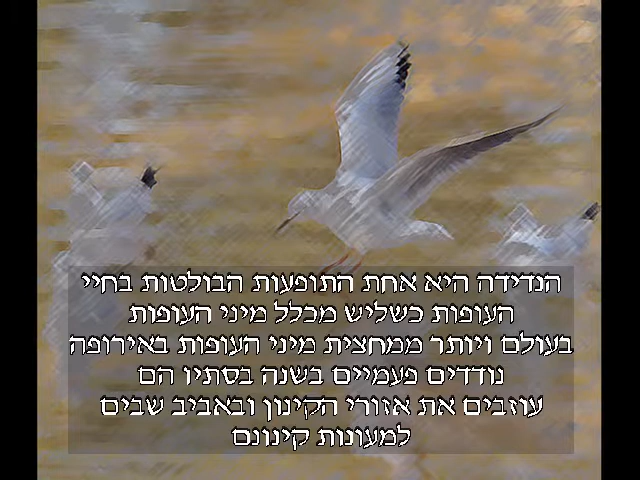 הנדידה היא אחת התופעות הבולטות בחיי
העופות כשליש מכלל מיני העופות
בעולם ויותר ממחצית מיני העופות באירופה
נודדים פעמיים בשנה בסתיו הם
עוזבים את אזורי הקינון ובאביב שבים
למעונות קינונם